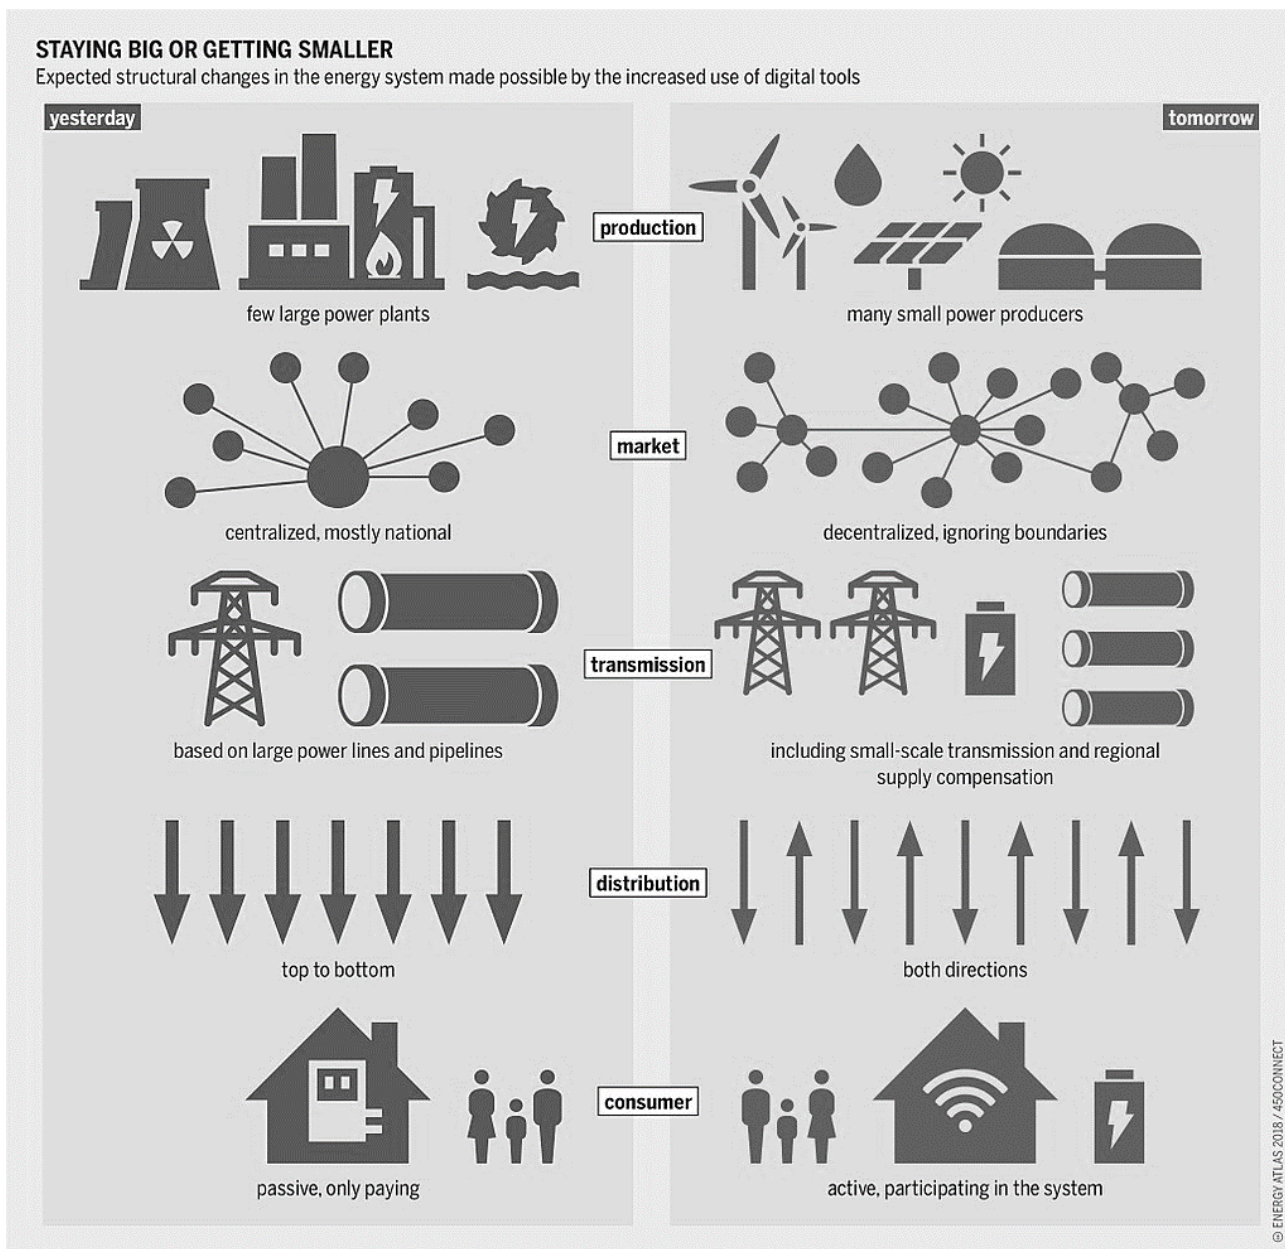 STAYING BIG OR GETTING SMALLER
Expected structural changes in the energy system made possible by the increased use of digital tools
yesterday
tomorrow
production
few large power plants
many small power producers
market
centralized, mostly national
decentralized, ignoring boundaries
transmission
based on large power lines and pipelines
including small-scale transmission and regional
supply compensation
distribution
top to bottom
both directions
consumer
passive, only paying
active, participating in the system
© ENERGY ATLAS 2018 / 450CONNECT